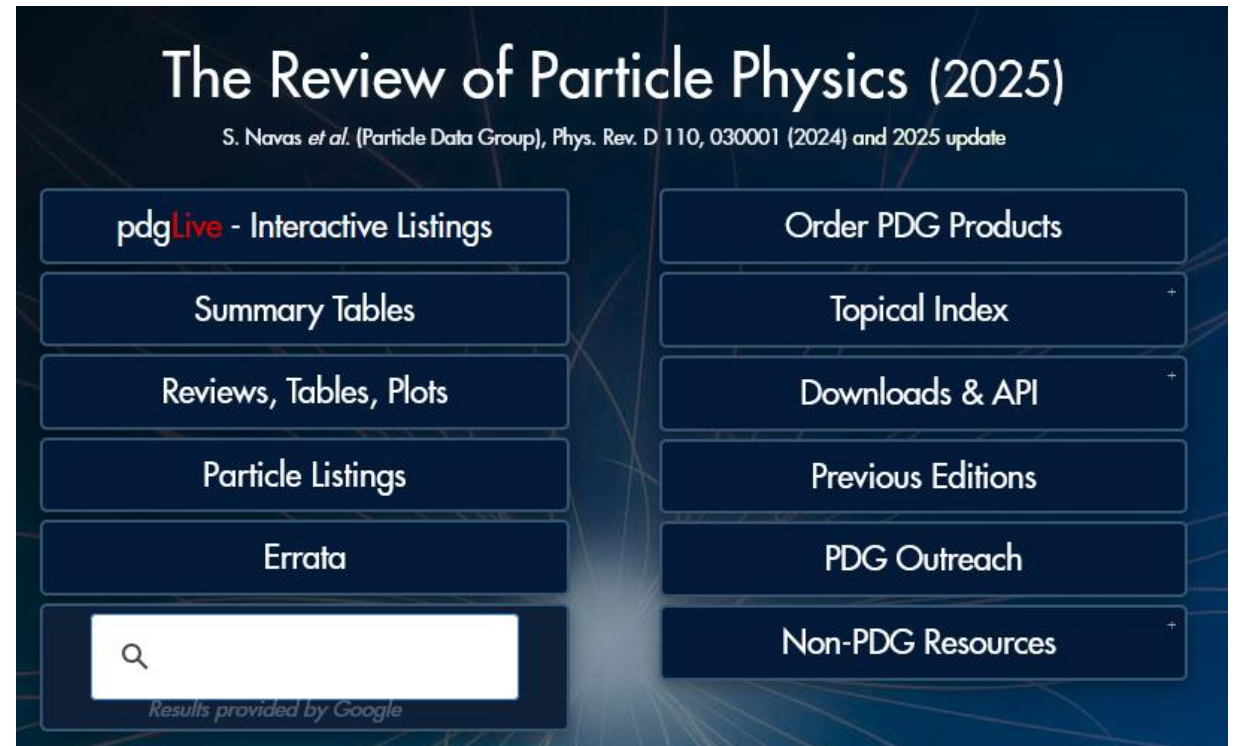 The Review of Particle Physics (2025)
S. Navas et al. (Particle Data Group), Phys. Rev. D 110, 030001 (2024) and 2025 update
pdgLive - Interactive Listings
Summary Tables
Reviews, Tables, Plots
Particle Listings
Errata
Results provided by Google
Order PDG Products
Topical Index +
Downloads & API +
Previous Editions
PDG Outreach
Non-PDG Resources +